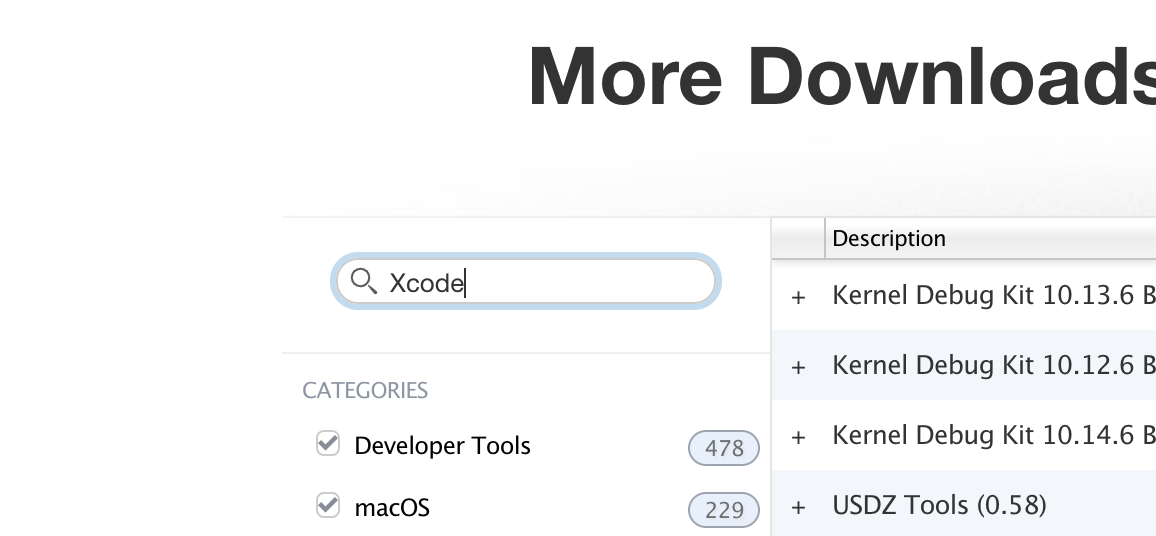 More Downloads
Xcode
Description
+ Kernel Debug Kit 10.13.6 B
+ Kernel Debug Kit 10.12.6 B
CATEGORIES
Developer Tools 478
+ Kernel Debug Kit 10.14.6 B
macOS 229
+ USDZ Tools (0.58)